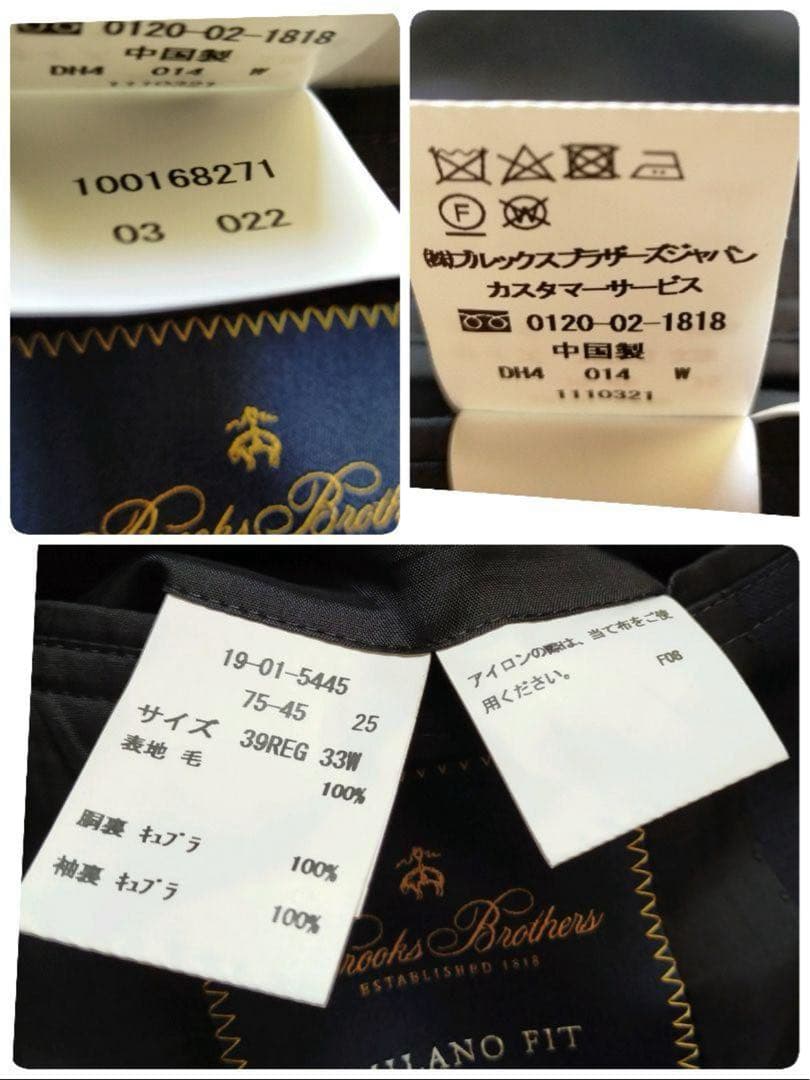 0120-02-1818
中国製
DH4 014 W
1110321
100168271
03 022
Brooks Broth
F
W
㈱ブルックスブラザーズジャパン
カスタマーサービス
0120-02-1818
中国製
DH4 014 W
1110321
19-01-5445
75-45 25
サイズ 39REG 33W
表地 毛
100%
胴裏 キュプラ
100%
袖裏 キュプラ
100%
アイロンの際は、当て布をご使
用ください。
F08
rooks Brothers
ESTABLISHED 1818
MILANO FIT